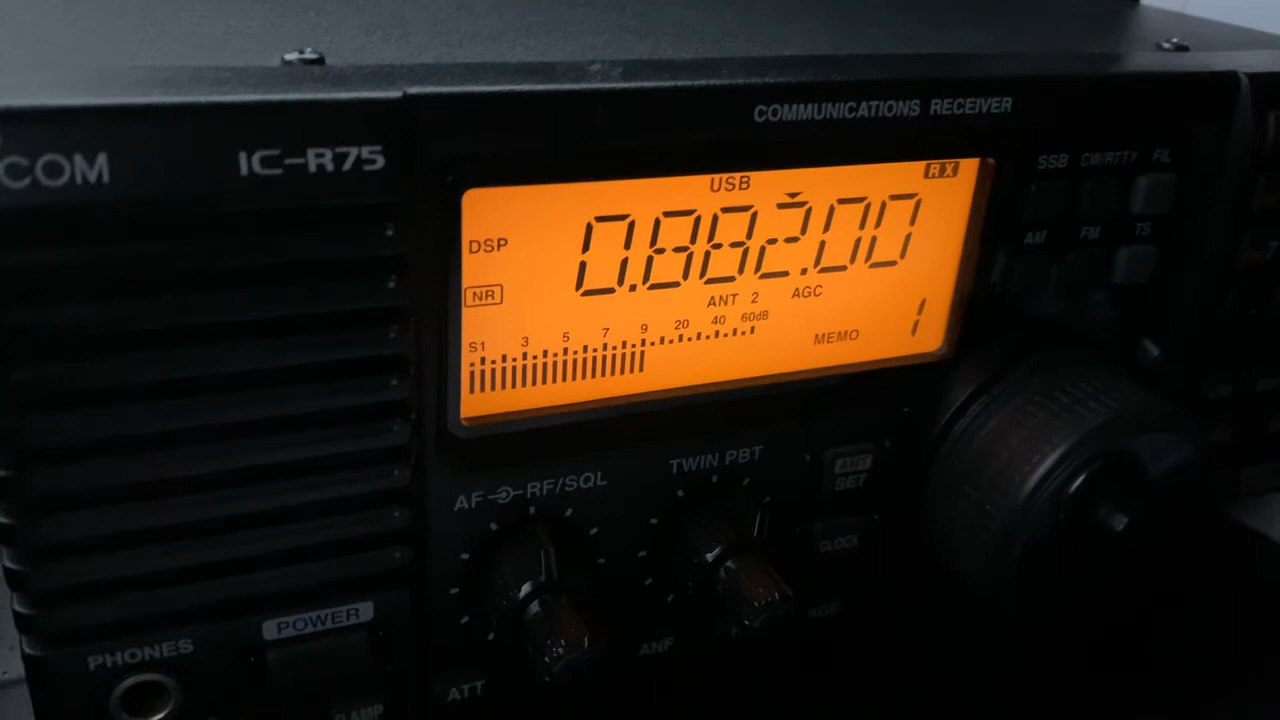 COMMUNICATIONS RECEIVER
COM IC-R75
SSB CW/RTTY FIL
USB RX
DSP 0.882.00
AM FM TS
NR
ANT 2 AGC
S1 3 5 7 9 20 40 60dB
MEMO 1
TWIN PBT
AF RF/SQL
ANT
SET
CLOCK
POWER
PHONES
ANF
ATT